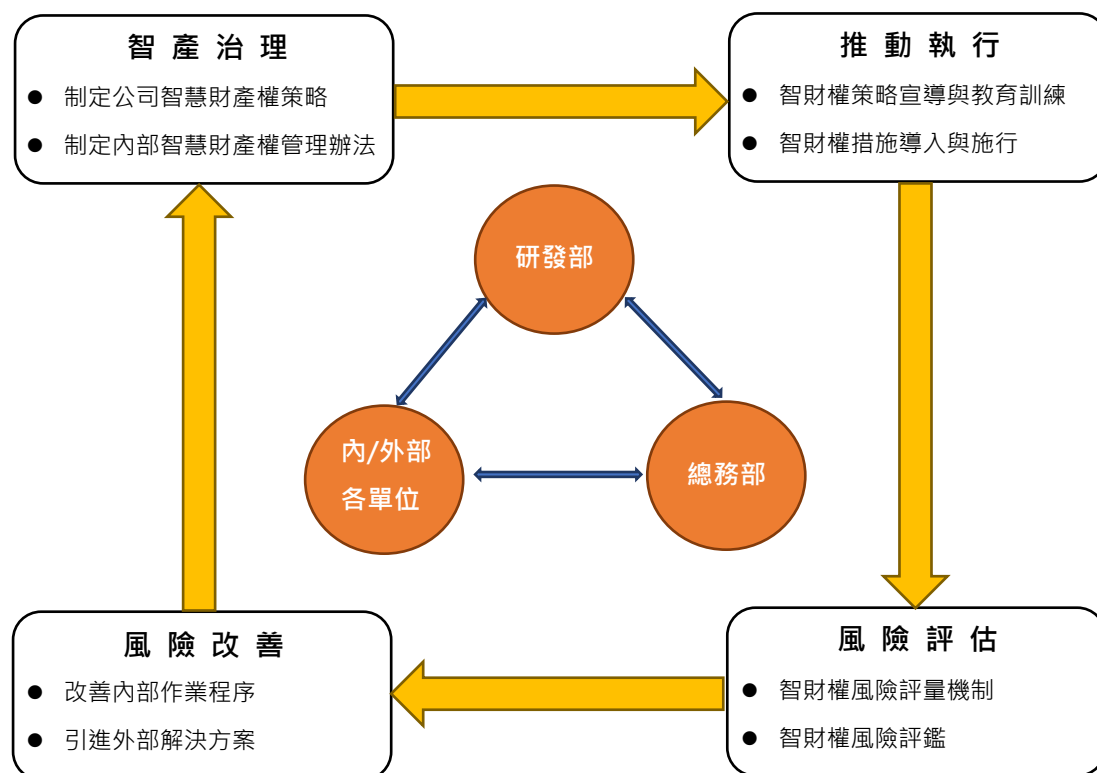 智產治理
● 制定公司智慧財產權策略
● 制定內部智慧財產權管理辦法
推動執行
● 智財權策略宣導與教育訓練
● 智財權措施導入與施行
研發部
內/外部
各單位
總務部
風險改善
● 改善內部作業程序
● 引進外部解決方案
風險評估
● 智財權風險評量機制
● 智財權風險評鑑